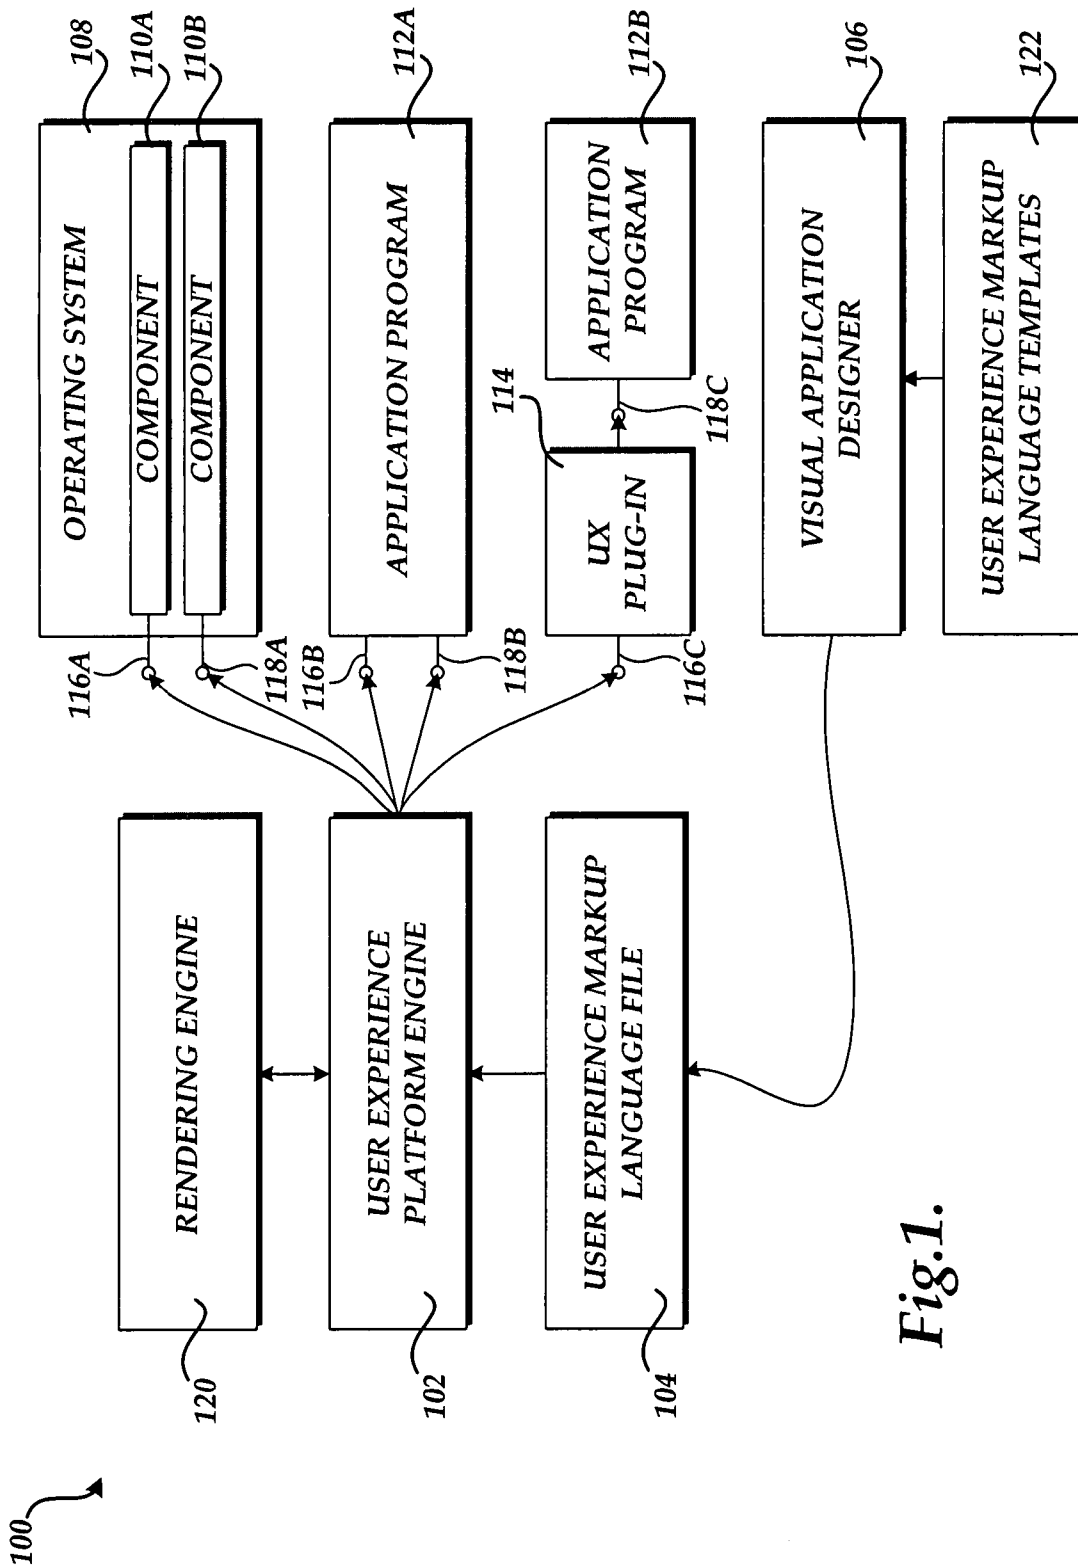 100
120
RENDERING ENGINE
102
USER EXPERIENCE
PLATFORM ENGINE
104
USER EXPERIENCE MARKUP
LANGUAGE FILE
108
OPERATING SYSTEM
110A
COMPONENT
110B
COMPONENT
116A
118A
112A
APPLICATION PROGRAM
116B
118B
114
UX
PLUG-IN
116C
118C
112B
APPLICATION
PROGRAM
106
VISUAL APPLICATION
DESIGNER
122
USER EXPERIENCE MARKUP
LANGUAGE TEMPLATES
Fig.1.